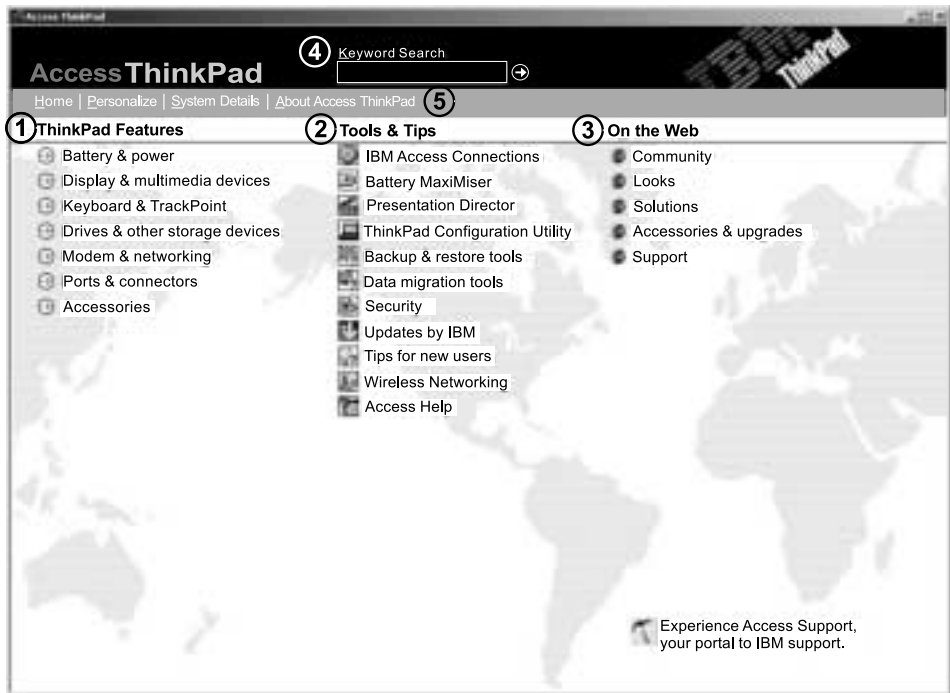 Access ThinkPad
4 Keyword Search
Access ThinkPad
IBM
ThinkPad
Home | Personalize | System Details | About Access ThinkPad 5
1 ThinkPad Features
Battery & power
Display & multimedia devices
Keyboard & TrackPoint
Drives & other storage devices
Modem & networking
Ports & connectors
Accessories
2 Tools & Tips
IBM Access Connections
Battery MaxiMiser
Presentation Director
ThinkPad Configuration Utility
Backup & restore tools
Data migration tools
Security
Updates by IBM
Tips for new users
Wireless Networking
Access Help
3 On the Web
Community
Looks
Solutions
Accessories & upgrades
Support
Experience Access Support,
your portal to IBM support.